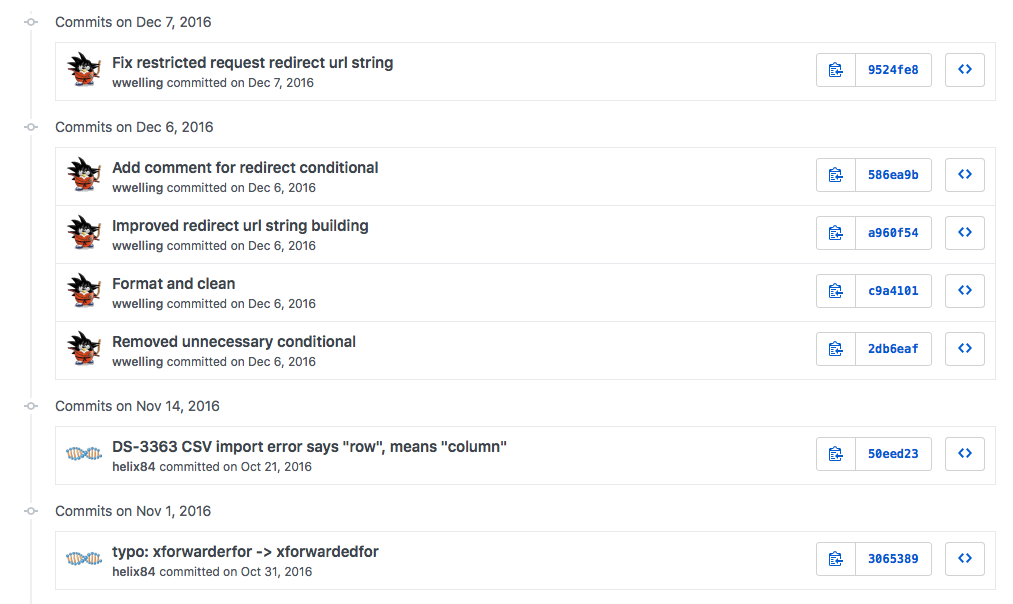 Commits on Dec 7, 2016
Fix restricted request redirect url string
wwelling committed on Dec 7, 2016
9524fe8
Commits on Dec 6, 2016
Add comment for redirect conditional
wwelling committed on Dec 6, 2016
586ea9b
Improved redirect url string building
wwelling committed on Dec 6, 2016
a960f54
Format and clean
wwelling committed on Dec 6, 2016
c9a4101
Removed unnecessary conditional
wwelling committed on Dec 6, 2016
2db6eaf
Commits on Nov 14, 2016
DS-3363 CSV import error says "row", means "column"
helix84 committed on Oct 21, 2016
50eed23
Commits on Nov 1, 2016
typo: xforwarderfor -> xforwardedfor
helix84 committed on Oct 31, 2016
3065389